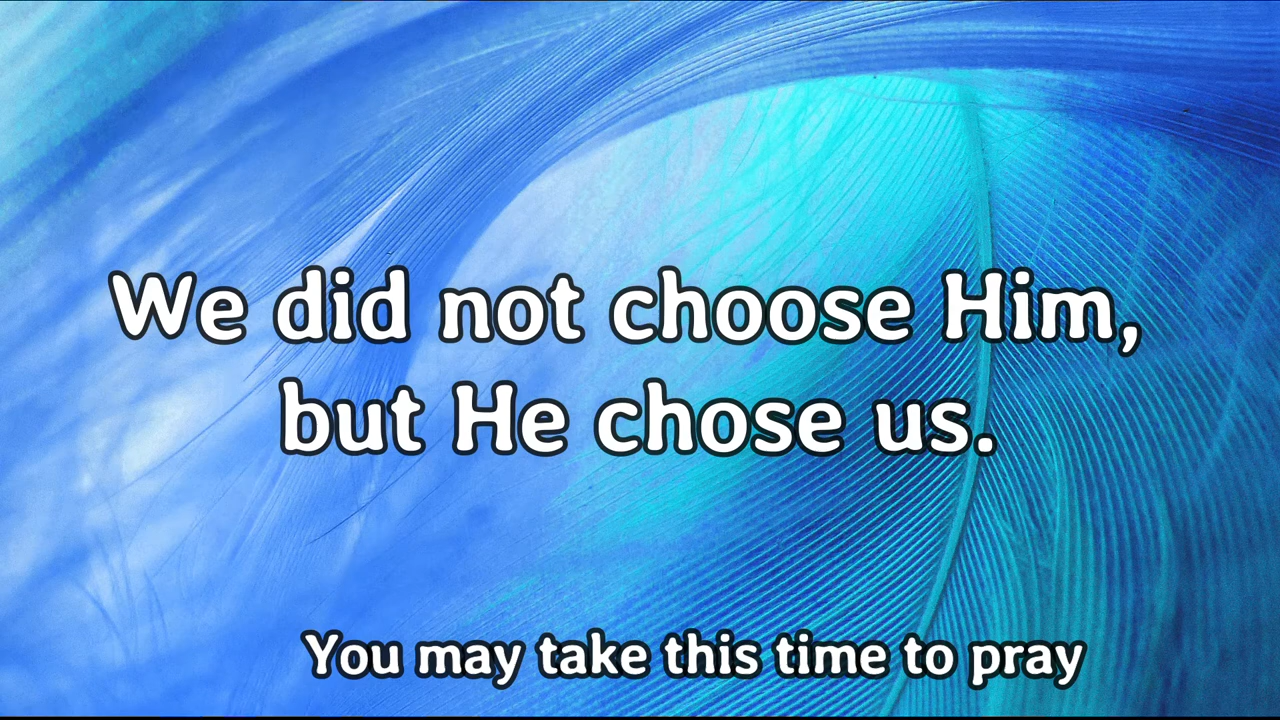 We did not choose Him,
but He chose us.
You may take this time to pray